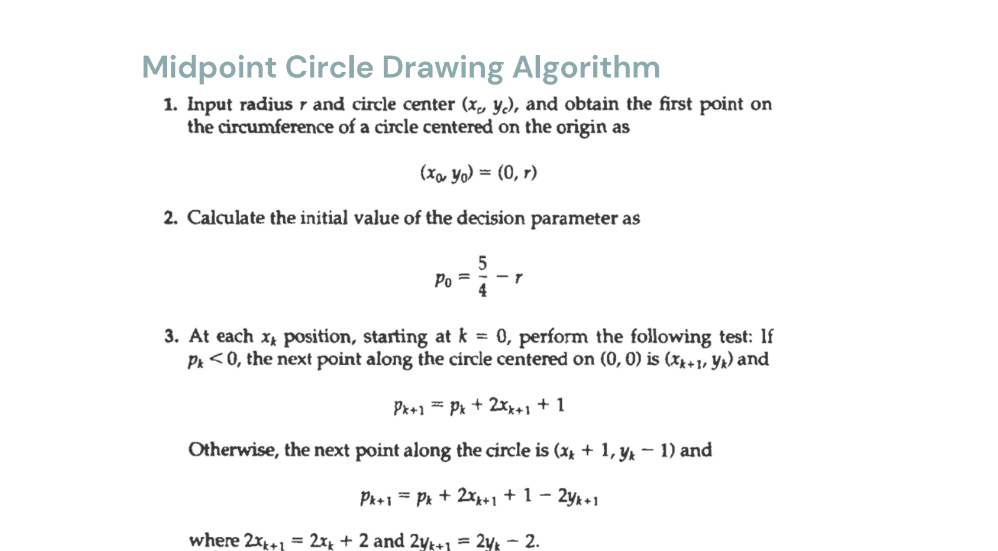 Midpoint Circle Drawing Algorithm
1. Input radius r and circle center (x_c, y_c), and obtain the first point on
the circumference of a circle centered on the origin as
(x_0, y_0) = (0, r)
2. Calculate the initial value of the decision parameter as
p_0 = 5/4 − r
3. At each x_k position, starting at k = 0, perform the following test: If
p_k < 0, the next point along the circle centered on (0, 0) is (x_{k+1}, y_k) and
p_{k+1} = p_k + 2x_{k+1} + 1
Otherwise, the next point along the circle is (x_k + 1, y_k − 1) and
p_{k+1} = p_k + 2x_{k+1} + 1 − 2y_{k+1}
where 2x_{k+1} = 2x_k + 2 and 2y_{k+1} = 2y_k − 2.